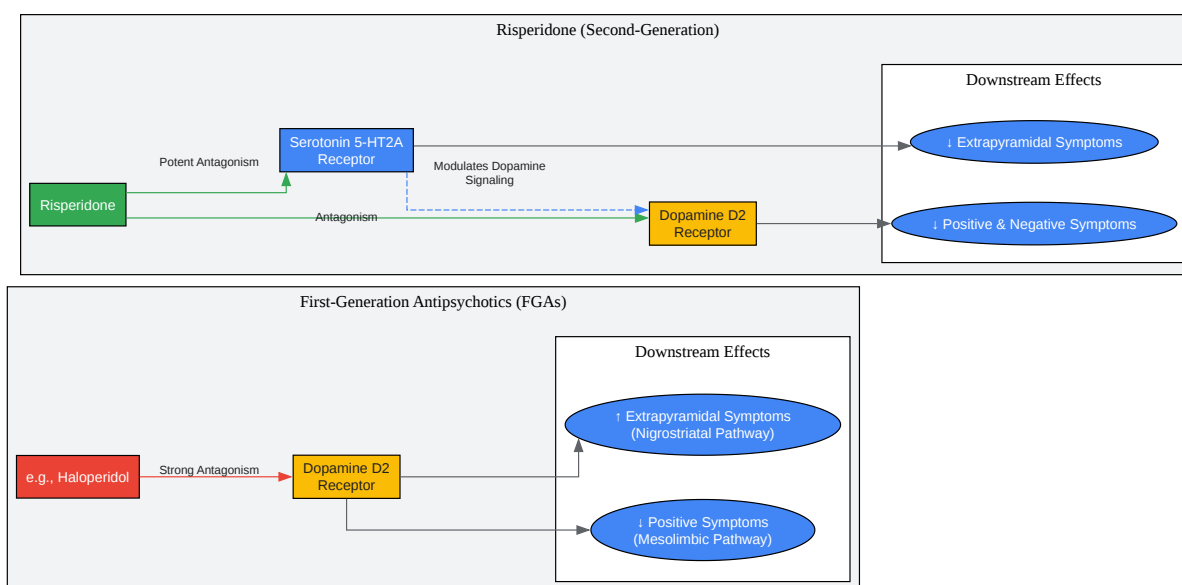 Risperidone (Second-Generation)
Downstream Effects
Serotonin 5-HT2A
Receptor
↓ Extrapyramidal Symptoms
Potent Antagonism
Modulates Dopamine
Signaling
Risperidone
Antagonism
Dopamine D2
Receptor
↓ Positive & Negative Symptoms
First-Generation Antipsychotics (FGAs)
Downstream Effects
↑ Extrapyramidal Symptoms
(Nigrostriatal Pathway)
e.g., Haloperidol
Strong Antagonism
Dopamine D2
Receptor
↓ Positive Symptoms
(Mesolimbic Pathway)